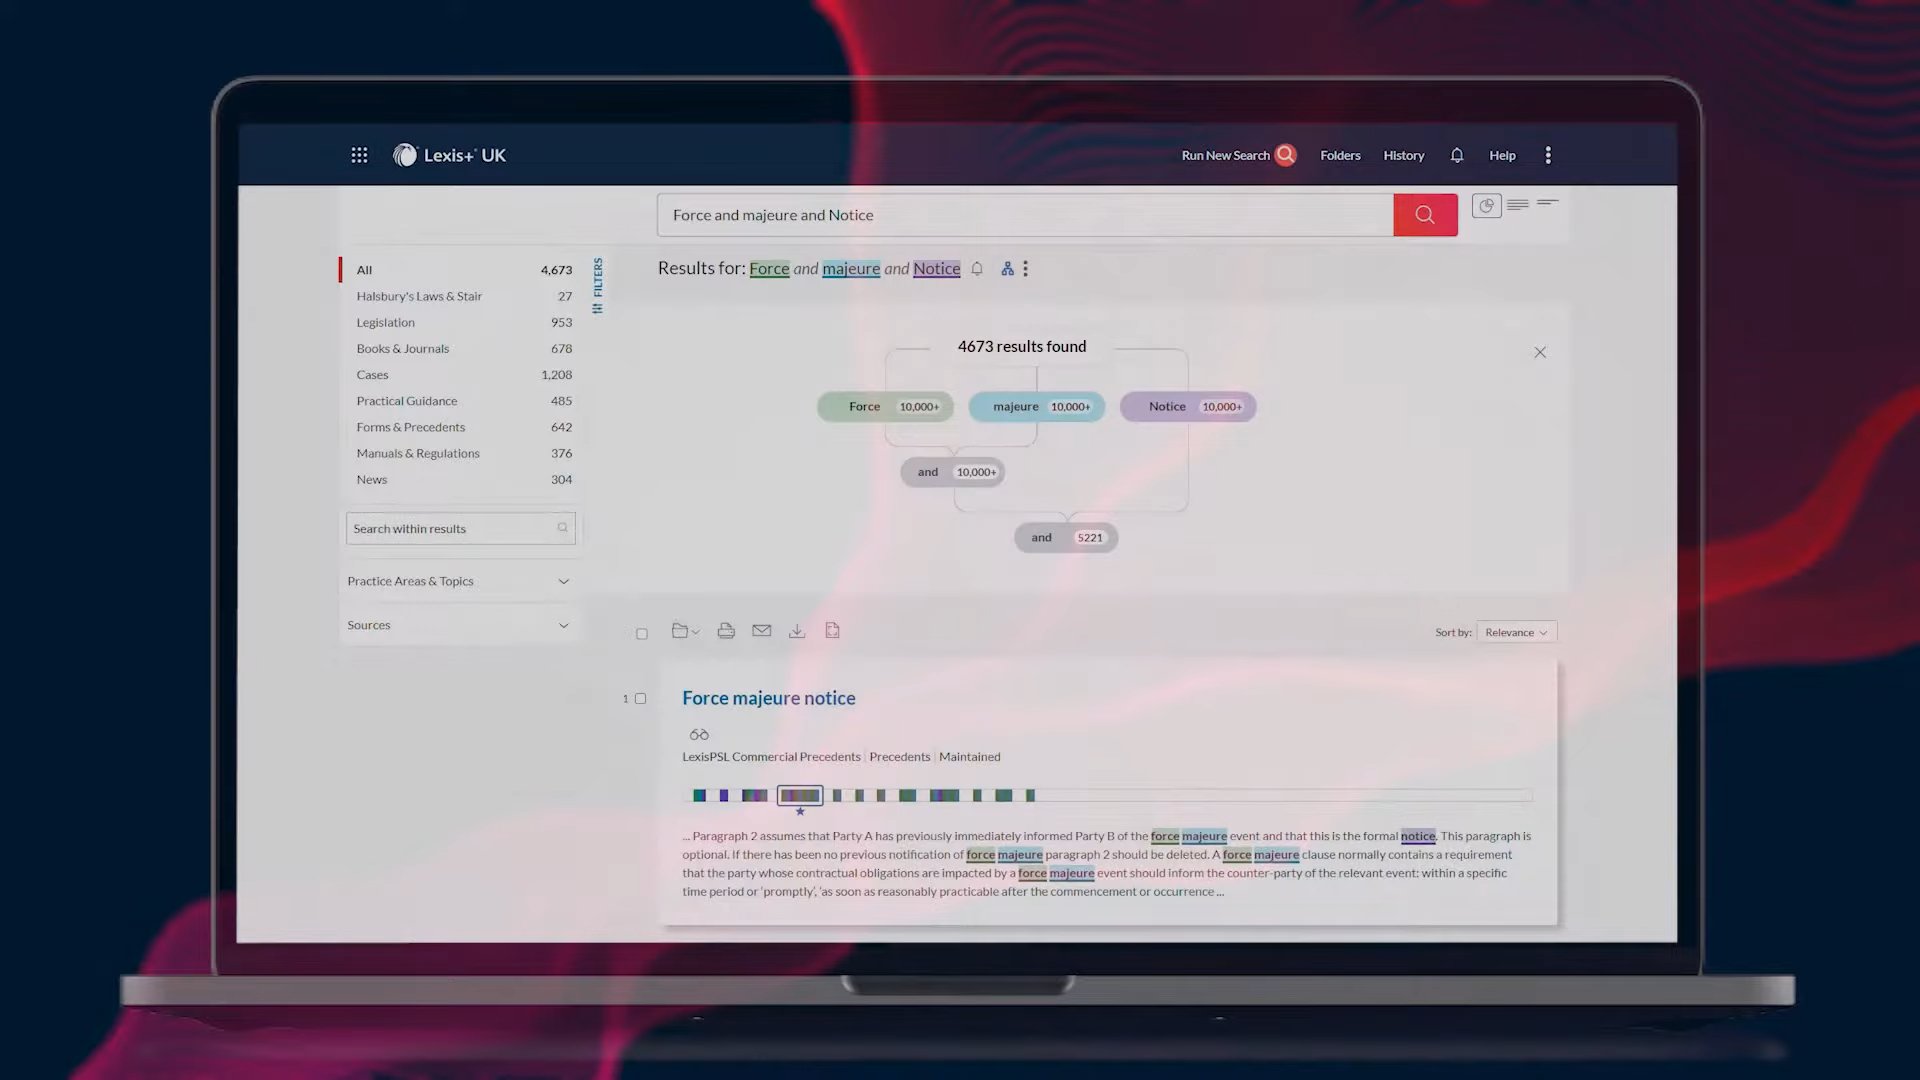 Lexis+ UK
Run New Search
Folders
History
Help
Force and majeure and Notice
All 4,673
Halsbury's Laws & Stair 27
Legislation 953
Books & Journals 678
Cases 1,208
Practical Guidance 485
Forms & Precedents 642
Manuals & Regulations 376
News 304
Search within results
Practice Areas & Topics
Sources
FILTERS
Results for: Force and majeure and Notice
4673 results found
Force 10,000+
majeure 10,000+
Notice 10,000+
and 10,000+
and 5221
Sort by: Relevance
1
Force majeure notice
LexisPSL Commercial Precedents | Precedents | Maintained
... Paragraph 2 assumes that Party A has previously immediately informed Party B of the force majeure event and that this is the formal notice. This paragraph is
optional. If there has been no previous notification of force majeure paragraph 2 should be deleted. A force majeure clause normally contains a requirement
that the party whose contractual obligations are impacted by a force majeure event should inform the counter-party of the relevant event: within a specific
time period or ‘promptly’, ‘as soon as reasonably practicable after the commencement or occurrence ...